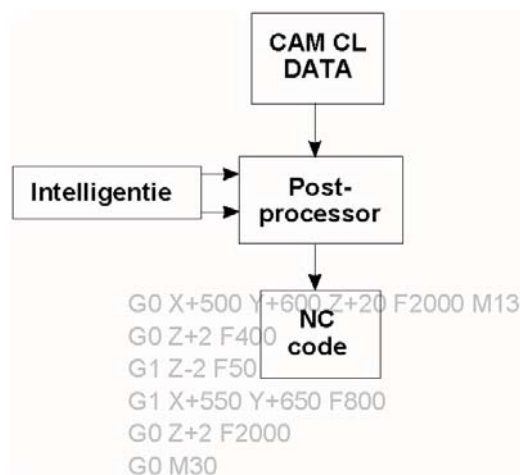 CAM CL
DATA
Intelligentie
Post-
processor
NC
code
G0 X+500 Y+600 Z+20 F2000 M13
G0 Z+2 F400
G1 Z-2 F50
G1 X+550 Y+650 F800
G0 Z+2 F2000
G0 M30